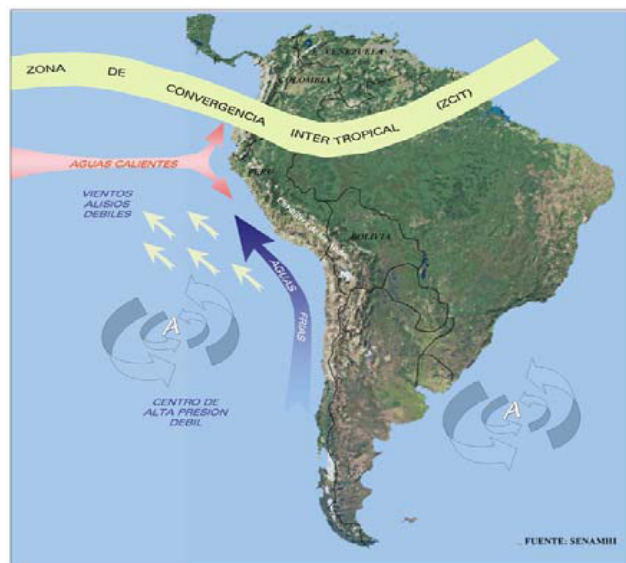 VENEZUELA
COLOMBIA
ZONA DE CONVERGENCIA INTER TROPICAL (ZCIT)
AGUAS CALIENTES
PERU
VIENTOS
ALISIOS
DEBILES
BOLIVIA
AGUAS FRIAS
A
CENTRO DE
ALTA PRESION
DEBIL
A
FUENTE: SENAMHI